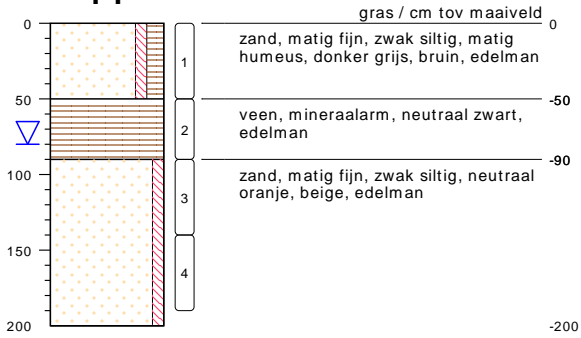 gras / cm tov maaiveld
0
0
zand, matig fijn, zwak siltig, matig
humeus, donker grijs, bruin, edelman
1
50
-50
veen, mineraalarm, neutraal zwart,
edelman
2
-90
100
zand, matig fijn, zwak siltig, neutraal
oranje, beige, edelman
3
150
4
200
-200